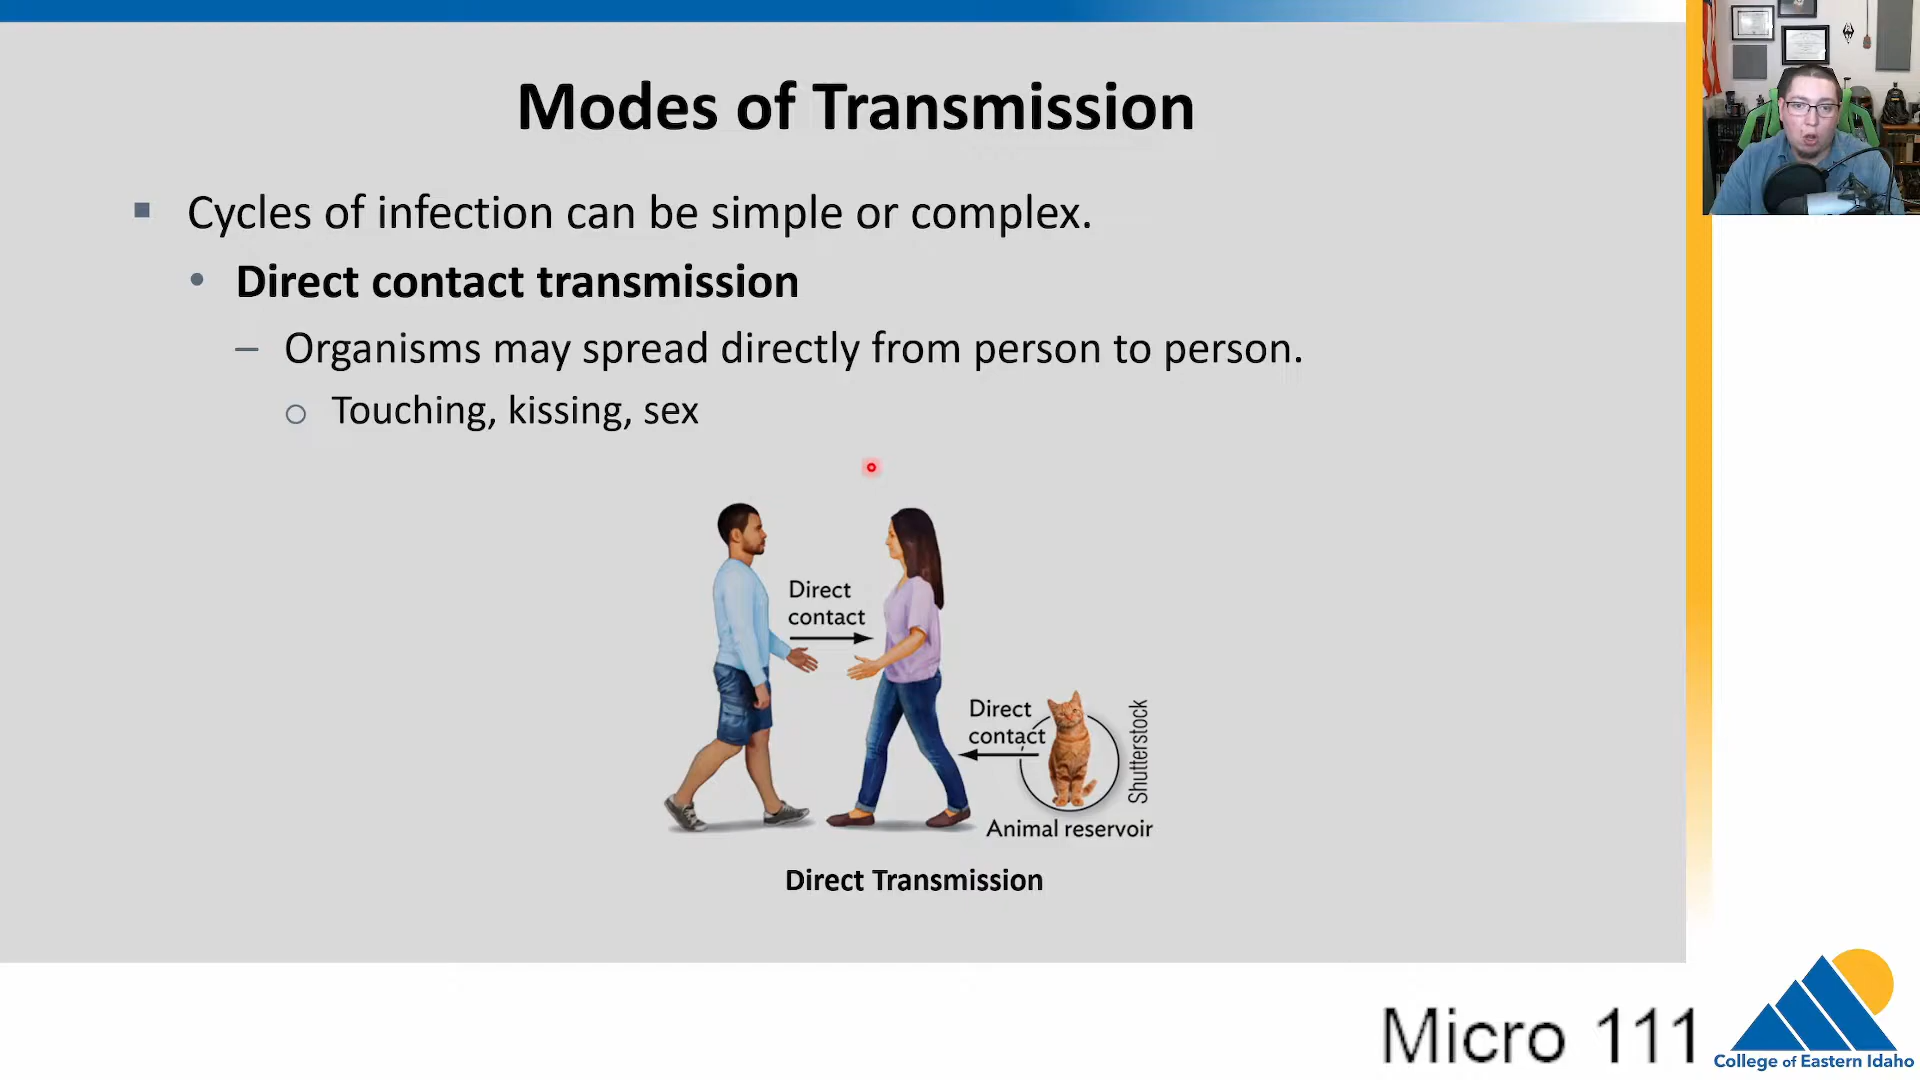 Modes of Transmission
Cycles of infection can be simple or complex.
Direct contact transmission
Organisms may spread directly from person to person.
Touching, kissing, sex
Direct
contact
Direct
contact
Shutterstock
Animal reservoir
Direct Transmission
Micro 111
College of Eastern Idaho